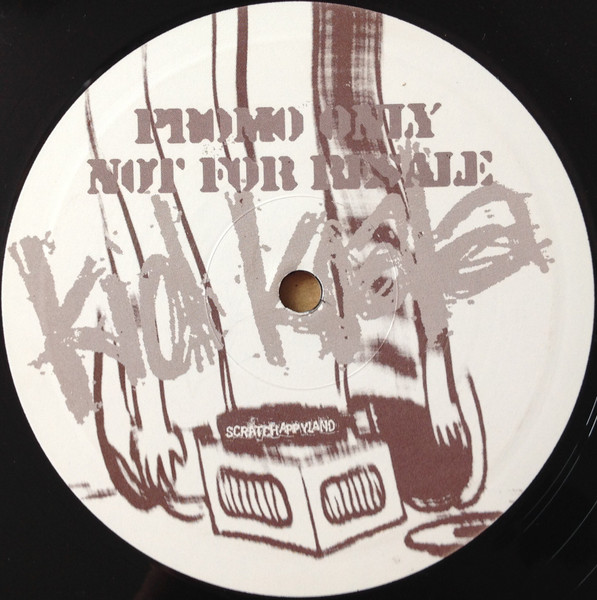 PROMO ONLY
NOT FOR RESALE
Kid Koala
SCRATCHAPPYLAND